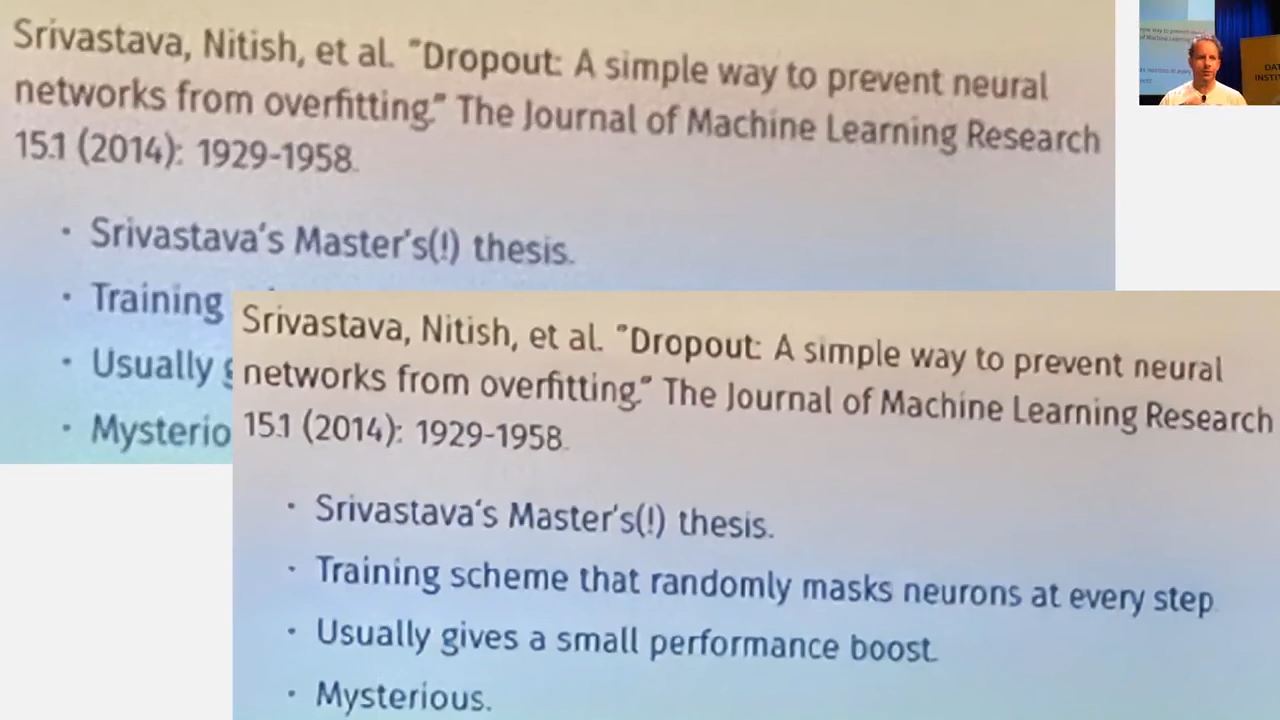 Srivastava, Nitish, et al. "Dropout: A simple way to prevent neural
networks from overfitting." The Journal of Machine Learning Research
15.1 (2014): 1929-1958.
· Srivastava's Master's(!) thesis.
· Training
· Usually
· Mysterio
Srivastava, Nitish, et al. "Dropout: A simple way to prevent neural
networks from overfitting." The Journal of Machine Learning Research
15.1 (2014): 1929-1958.
· Srivastava's Master's(!) thesis.
· Training scheme that randomly masks neurons at every step
· Usually gives a small performance boost.
· Mysterious.
DAT
INSTIT